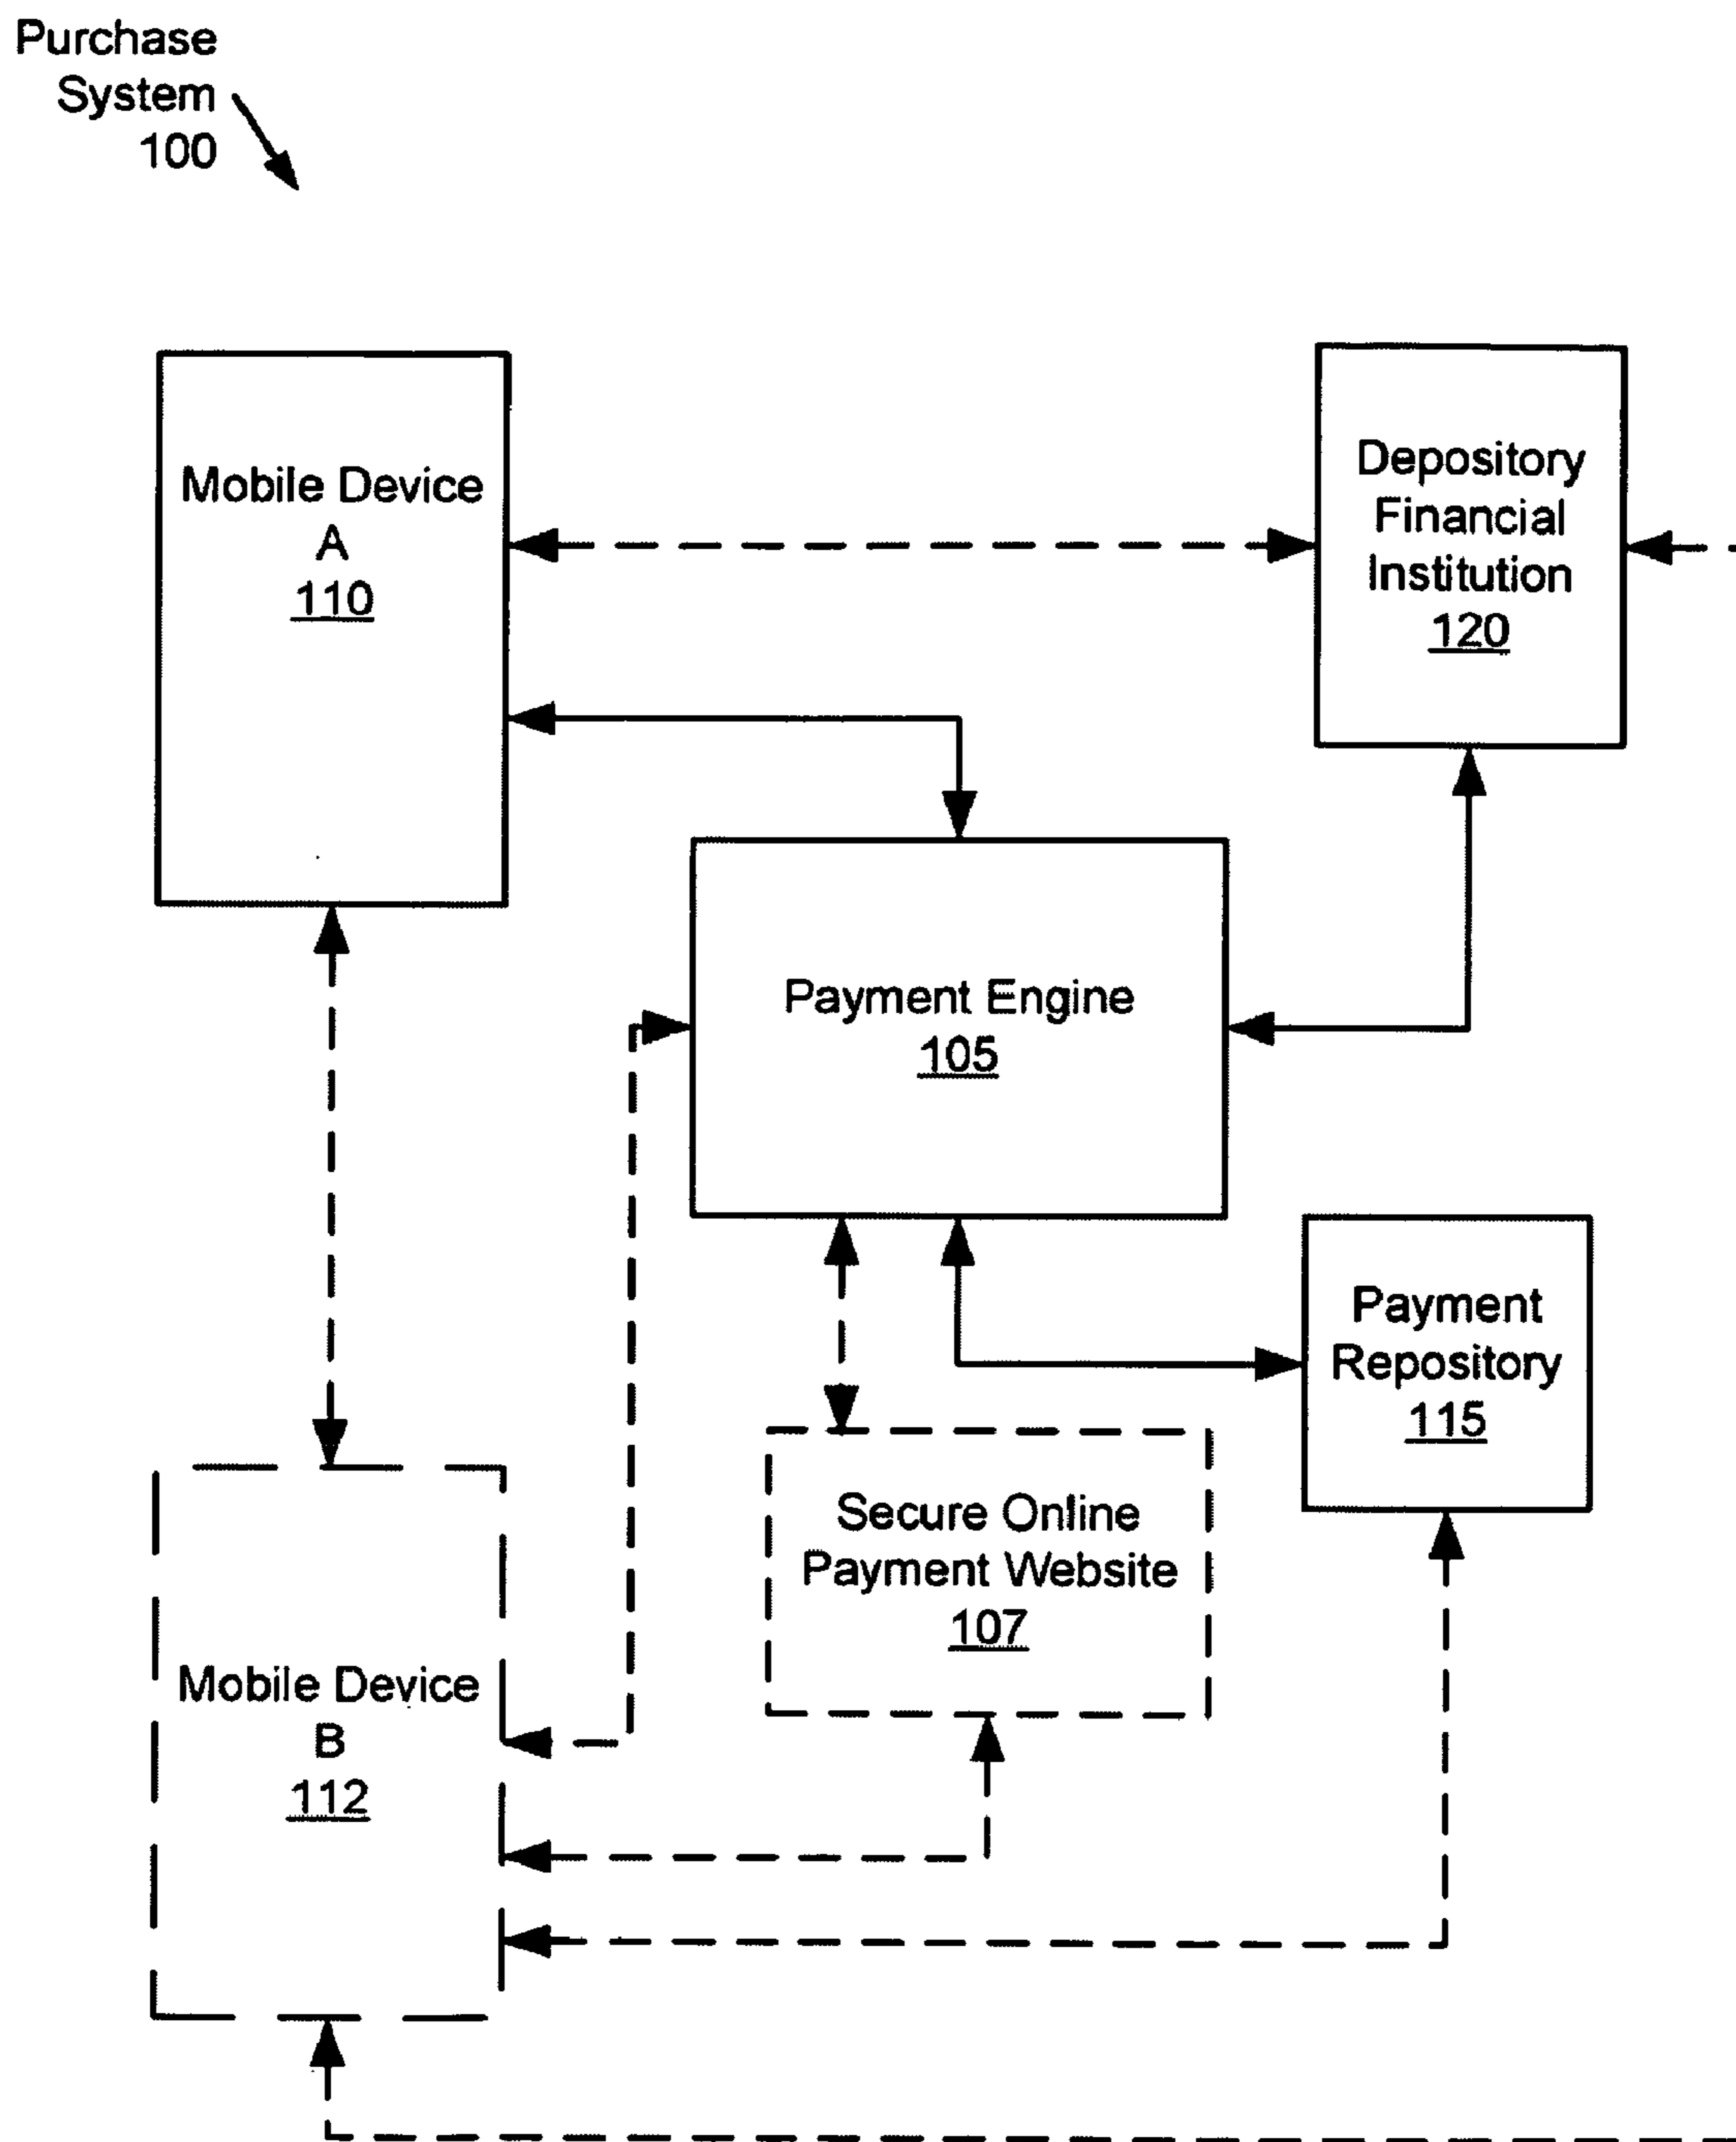 Purchase
System
100
Mobile Device
A
110
Depository
Financial
Institution
120
Payment Engine
105
Payment
Repository
115
Secure Online
Payment Website
107
Mobile Device
B
112